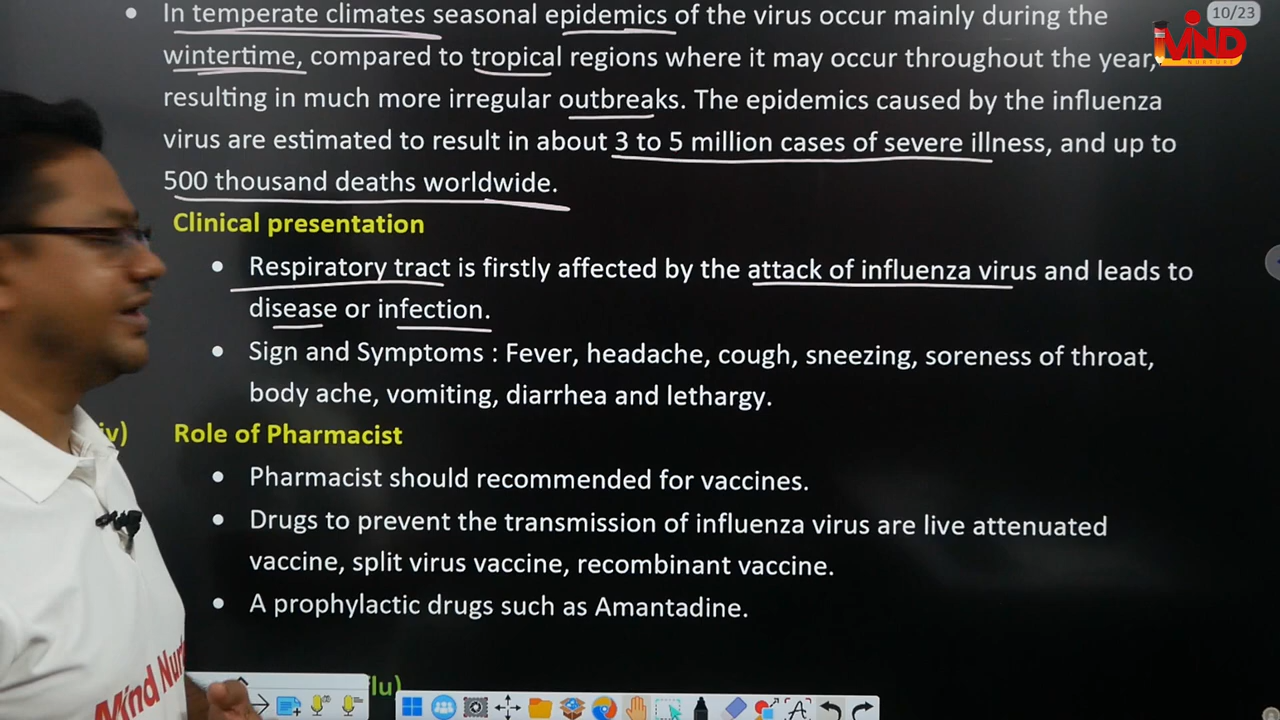 • In temperate climates seasonal epidemics of the virus occur mainly during the
wintertime, compared to tropical regions where it may occur throughout the year,
resulting in much more irregular outbreaks. The epidemics caused by the influenza
virus are estimated to result in about 3 to 5 million cases of severe illness, and up to
500 thousand deaths worldwide.
Clinical presentation
• Respiratory tract is firstly affected by the attack of influenza virus and leads to
disease or infection.
• Sign and Symptoms : Fever, headache, cough, sneezing, soreness of throat,
body ache, vomiting, diarrhea and lethargy.
iv) Role of Pharmacist
• Pharmacist should recommended for vaccines.
• Drugs to prevent the transmission of influenza virus are live attenuated
vaccine, split virus vaccine, recombinant vaccine.
• A prophylactic drugs such as Amantadine.
flu)
10/23
MIND
NURTURE
Mind Nurt